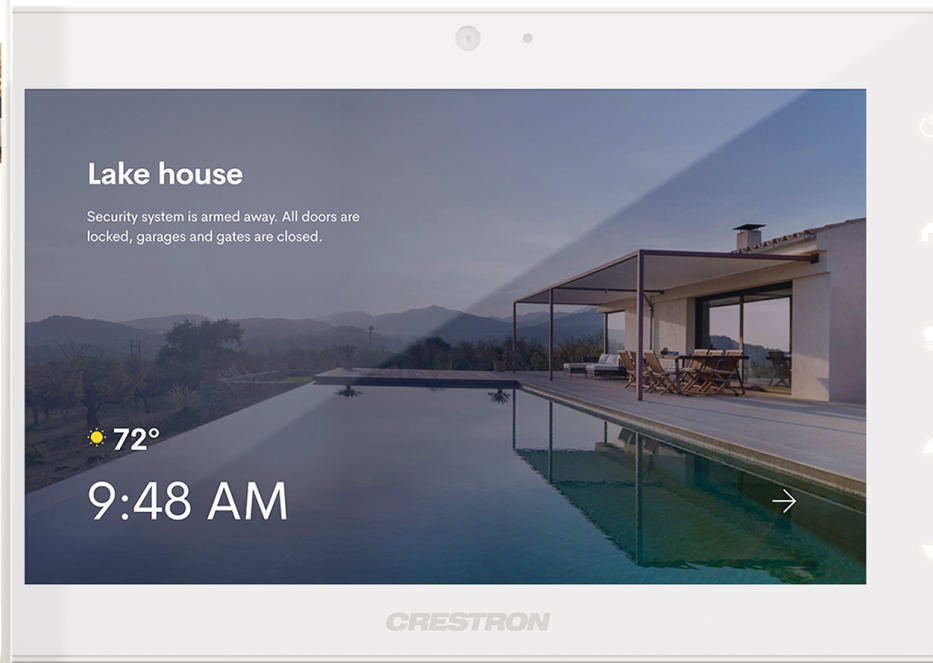 Lake house
Security system is armed away. All doors are
locked, garages and gates are closed.
72°
9:48 AM
CRESTRON